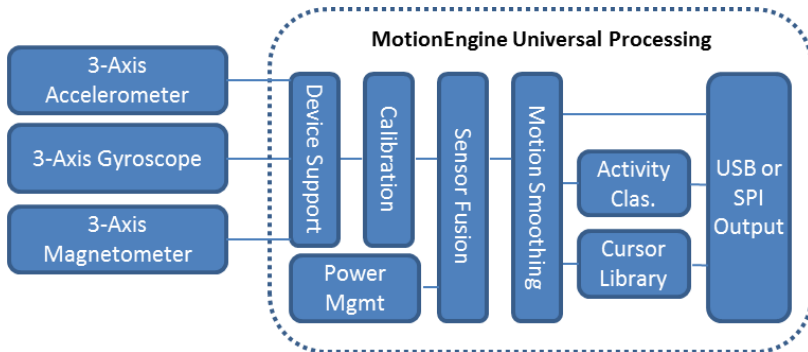 MotionEngine Universal Processing
3-Axis
Accelerometer
3-Axis Gyroscope
3-Axis
Magnetometer
Device Support
Calibration
Power
Mgmt
Sensor Fusion
Motion Smoothing
Activity
Clas.
Cursor
Library
USB or
SPI
Output